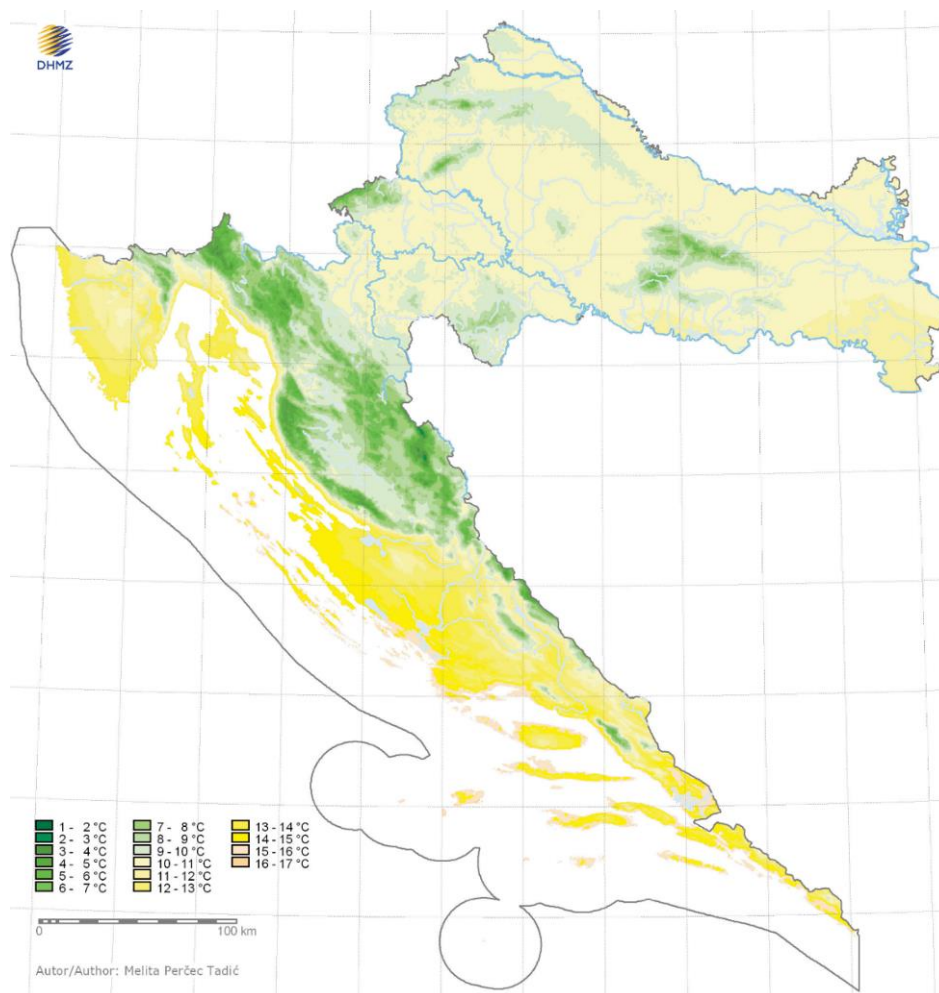 DHMZ
1 - 2 °C
2 - 3 °C
3 - 4 °C
4 - 5 °C
5 - 6 °C
6 - 7 °C
7 - 8 °C
8 - 9 °C
9 - 10 °C
10 - 11 °C
11 - 12 °C
12 - 13 °C
13 - 14 °C
14 - 15 °C
15 - 16 °C
16 - 17 °C
0 100 km
Autor/Author: Melita Perčec Tadić